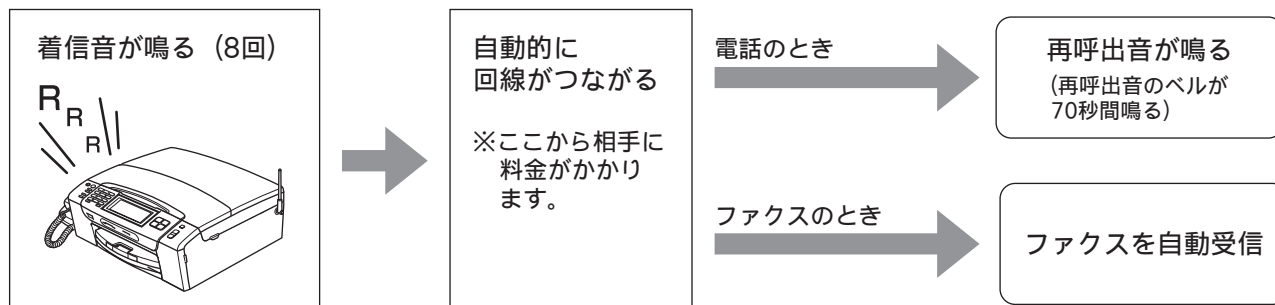 着信音が鳴る（8回）
R
R
R
自動的に
回線がつながる
※ここから相手に
料金がかかり
ます。
電話のとき
再呼出音が鳴る
(再呼出音のベルが
70秒間鳴る)
ファクスのとき
ファクスを自動受信